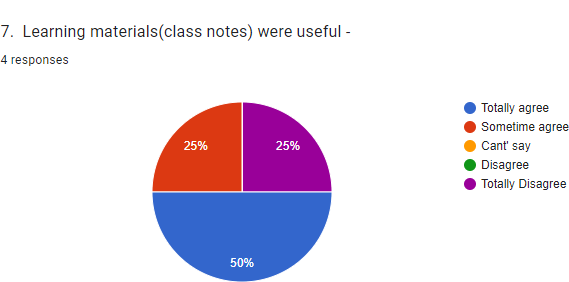 7. Learning materials(class notes) were useful -
4 responses
25%
25%
50%
Totally agree
Sometime agree
Cant' say
Disagree
Totally Disagree